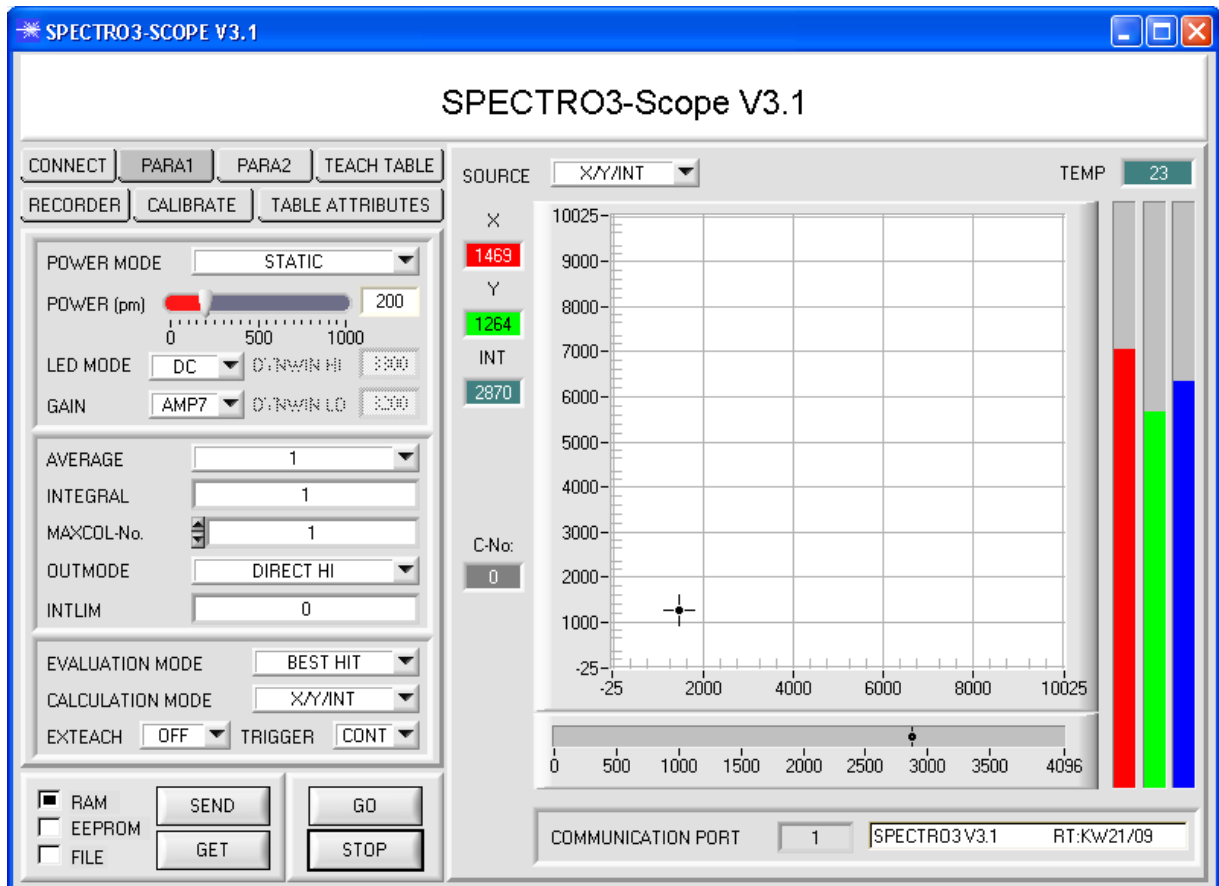 SPECTRO3-SCOPE V3.1
SPECTRO3-Scope V3.1
CONNECT PARA1 PARA2 TEACH TABLE
RECORDER CALIBRATE TABLE ATTRIBUTES
POWER MODE STATIC
POWER (pm) 200
0 500 1000
LED MODE DC DYNWIN HI
GAIN AMP7 DYNWIN LO
AVERAGE 1
INTEGRAL 1
MAXCOL-No. 1
OUTMODE DIRECT HI
INTLIM 0
EVALUATION MODE BEST HIT
CALCULATION MODE X/Y/INT
EXTEACH OFF TRIGGER CONT
RAM
EEPROM
FILE
SEND
GET
GO
STOP
SOURCE X/Y/INT TEMP 23
X
1469
Y
1264
INT
2870
C-No:
0
10025
9000
8000
7000
6000
5000
4000
3000
2000
1000
-25
-25 2000 4000 6000 8000 10025
0 500 1000 1500 2000 2500 3000 3500 4096
COMMUNICATION PORT 1 SPECTRO3 V3.1 RT:KW21/09